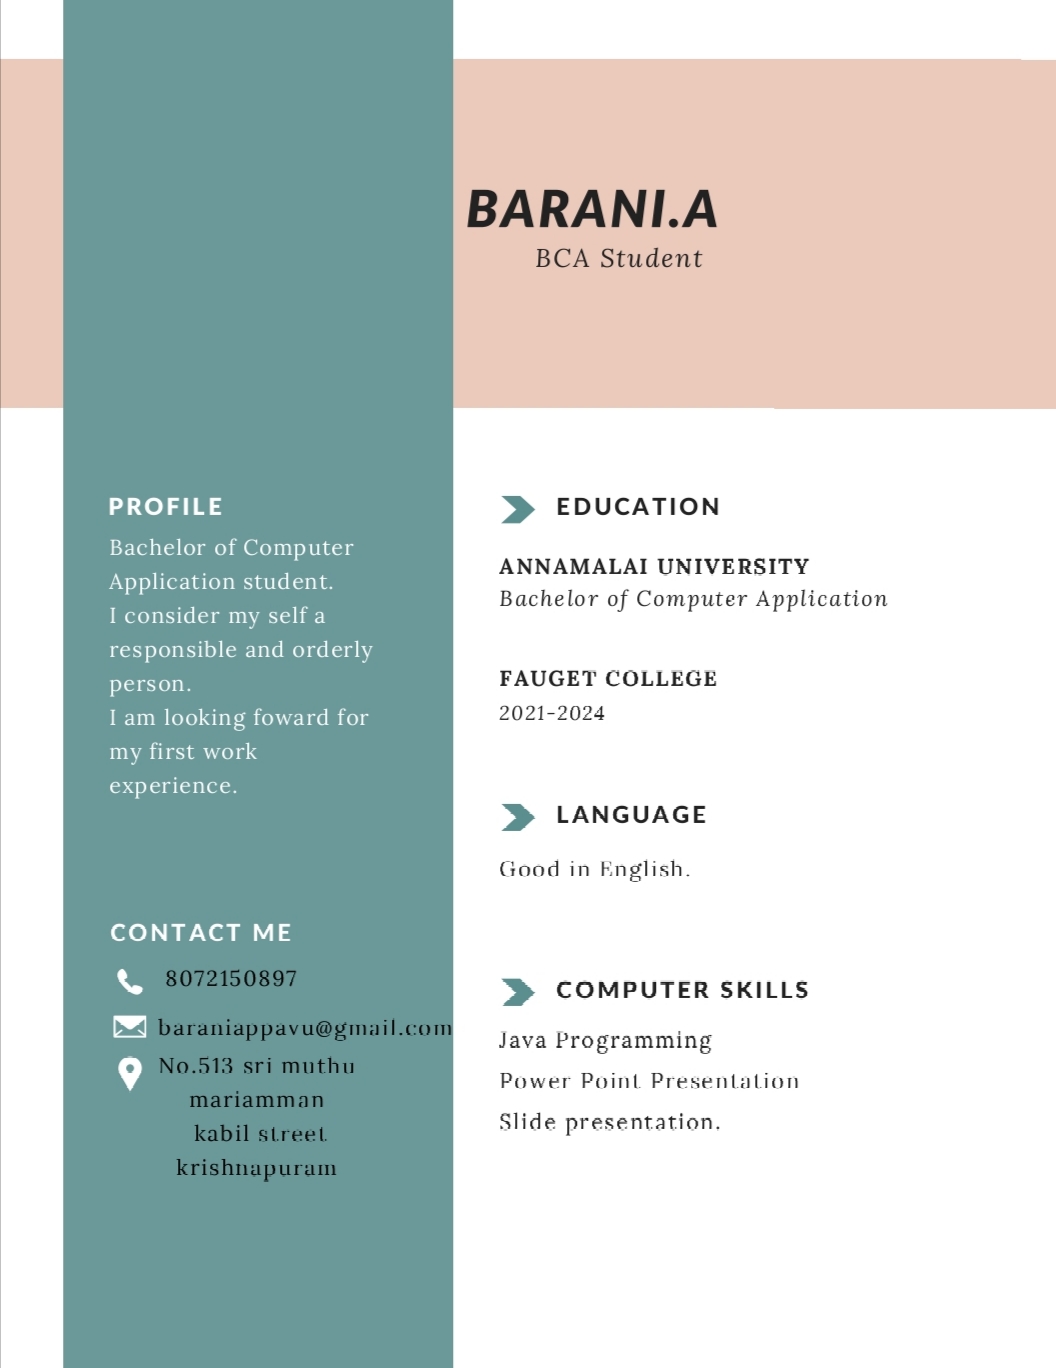 BARANI.A
BCA Student
PROFILE
Bachelor of Computer
Application student.
I consider my self a
responsible and orderly
person.
I am looking foward for
my first work
experience.
CONTACT ME
8072150897
baraniappavu@gmail.com
No.513 sri muthu
mariamman
kabil street
krishnapuram
EDUCATION
ANNAMALAI UNIVERSITY
Bachelor of Computer Application
FAUGET COLLEGE
2021-2024
LANGUAGE
Good in English.
COMPUTER SKILLS
Java Programming
Power Point Presentation
Slide presentation.